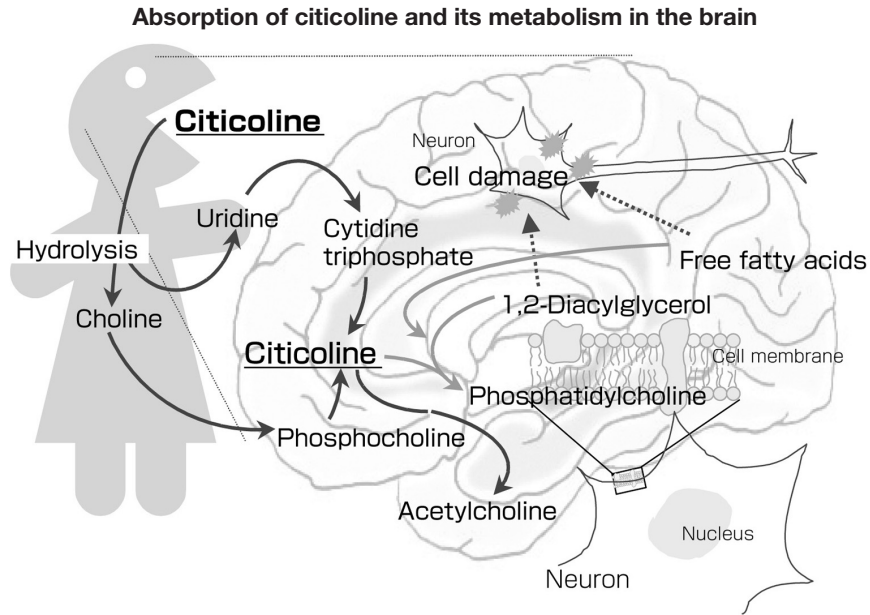 Absorption of citicoline and its metabolism in the brain
Citicoline
Neuron
Cell damage
Uridine
Cytidine
triphosphate
Hydrolysis
Free fatty acids
1,2-Diacylglycerol
Choline
Citicoline
Cell membrane
Phosphatidylcholine
Phosphocholine
Acetylcholine
Nucleus
Neuron